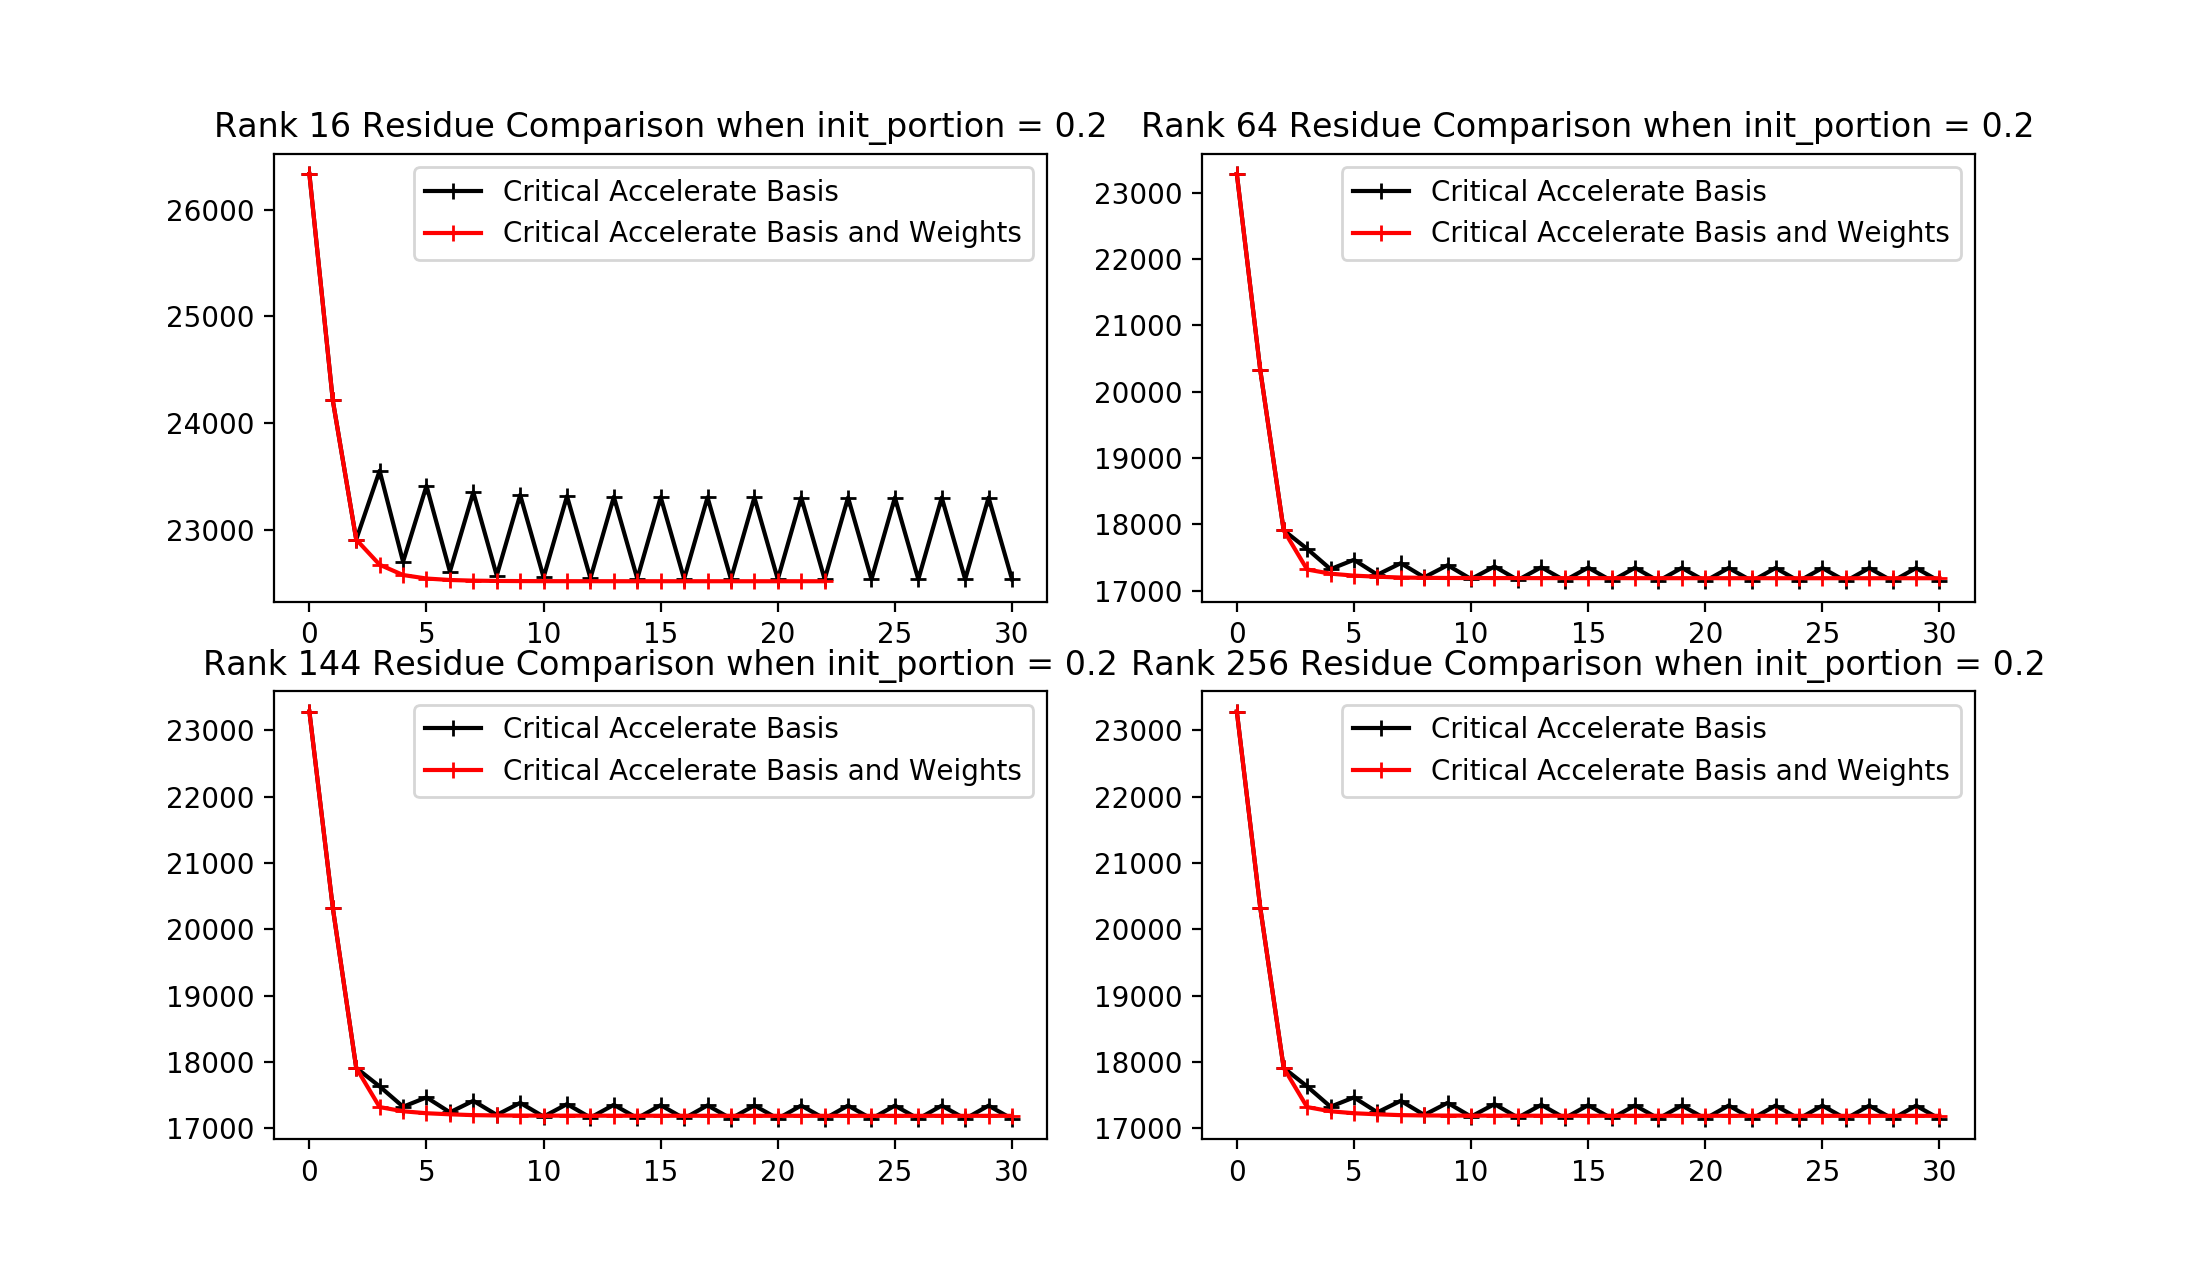 Rank 16 Residue Comparison when init_portion = 0.2
26000
25000
24000
23000
Critical Accelerate Basis
Critical Accelerate Basis and Weights
0 5 10 15 20 25 30
Rank 64 Residue Comparison when init_portion = 0.2
23000
22000
21000
20000
19000
18000
17000
Critical Accelerate Basis
Critical Accelerate Basis and Weights
0 5 10 15 20 25 30
Rank 144 Residue Comparison when init_portion = 0.2
23000
22000
21000
20000
19000
18000
17000
Critical Accelerate Basis
Critical Accelerate Basis and Weights
0 5 10 15 20 25 30
Rank 256 Residue Comparison when init_portion = 0.2
23000
22000
21000
20000
19000
18000
17000
Critical Accelerate Basis
Critical Accelerate Basis and Weights
0 5 10 15 20 25 30